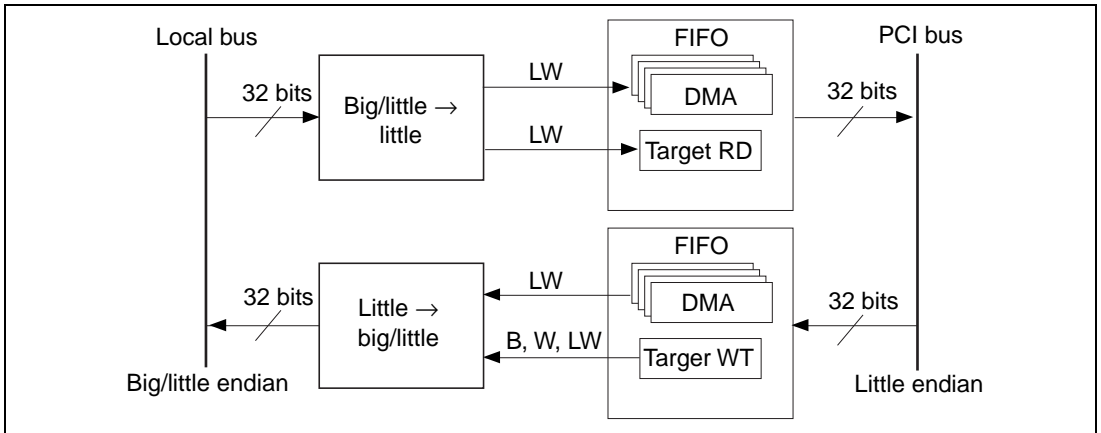 Local bus
FIFO
PCI bus
32 bits
Big/little →
little
LW
LW
DMA
Target RD
32 bits
FIFO
32 bits
Little →
big/little
LW
B, W, LW
DMA
Targer WT
32 bits
Big/little endian
Little endian